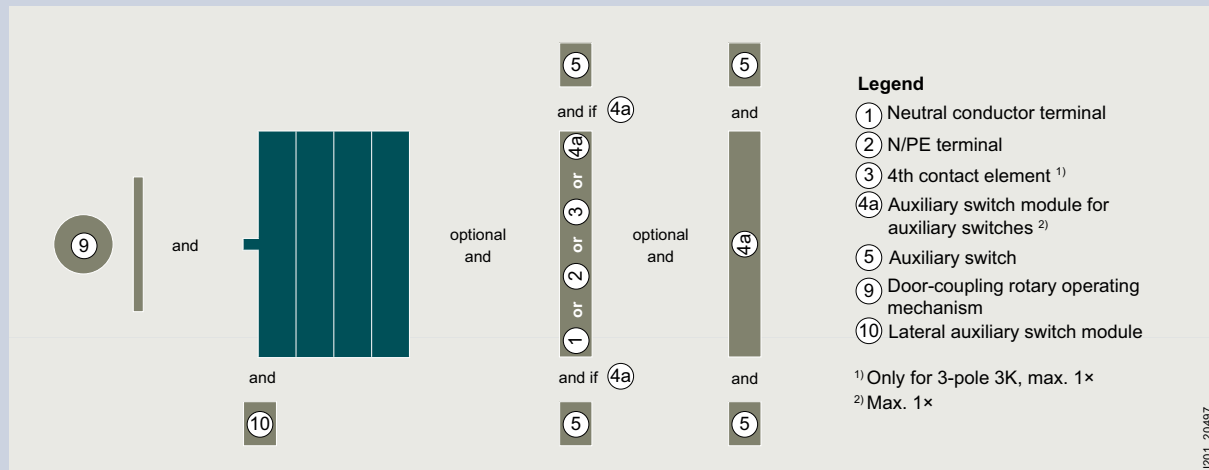 5
5
and if 4a
and
9
and
optional
and
1 or 2 or 3 or 4a
optional
and
4a
and
10
and if 4a
5
and
5
Legend
1 Neutral conductor terminal
2 N/PE terminal
3 4th contact element 1)
4a Auxiliary switch module for
auxiliary switches 2)
5 Auxiliary switch
9 Door-coupling rotary operating
mechanism
10 Lateral auxiliary switch module
1) Only for 3-pole 3K, max. 1×
2) Max. 1×
I201_20497